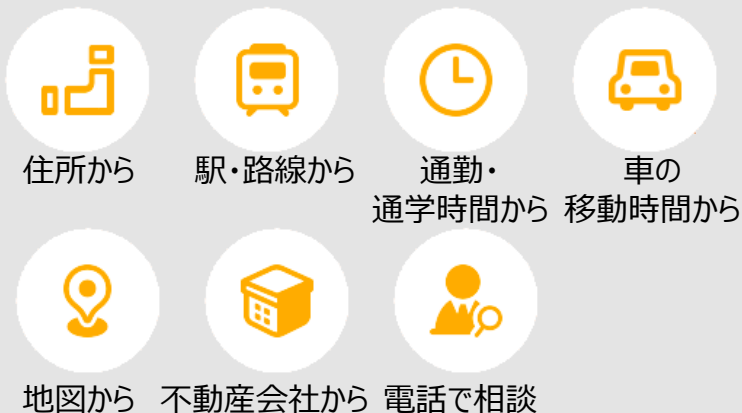 住所から
駅・路線から
通勤・
通学時間から
車の
移動時間から
地図から
不動産会社から
電話で相談